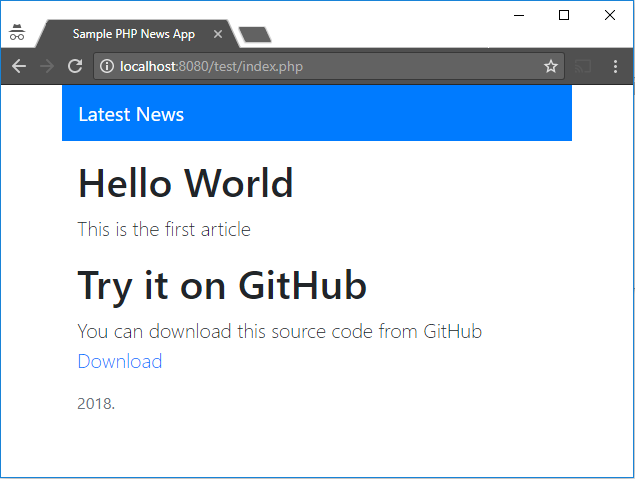 Sample PHP News App
localhost:8080/test/index.php
Latest News
Hello World
This is the first article
Try it on GitHub
You can download this source code from GitHub
Download
2018.